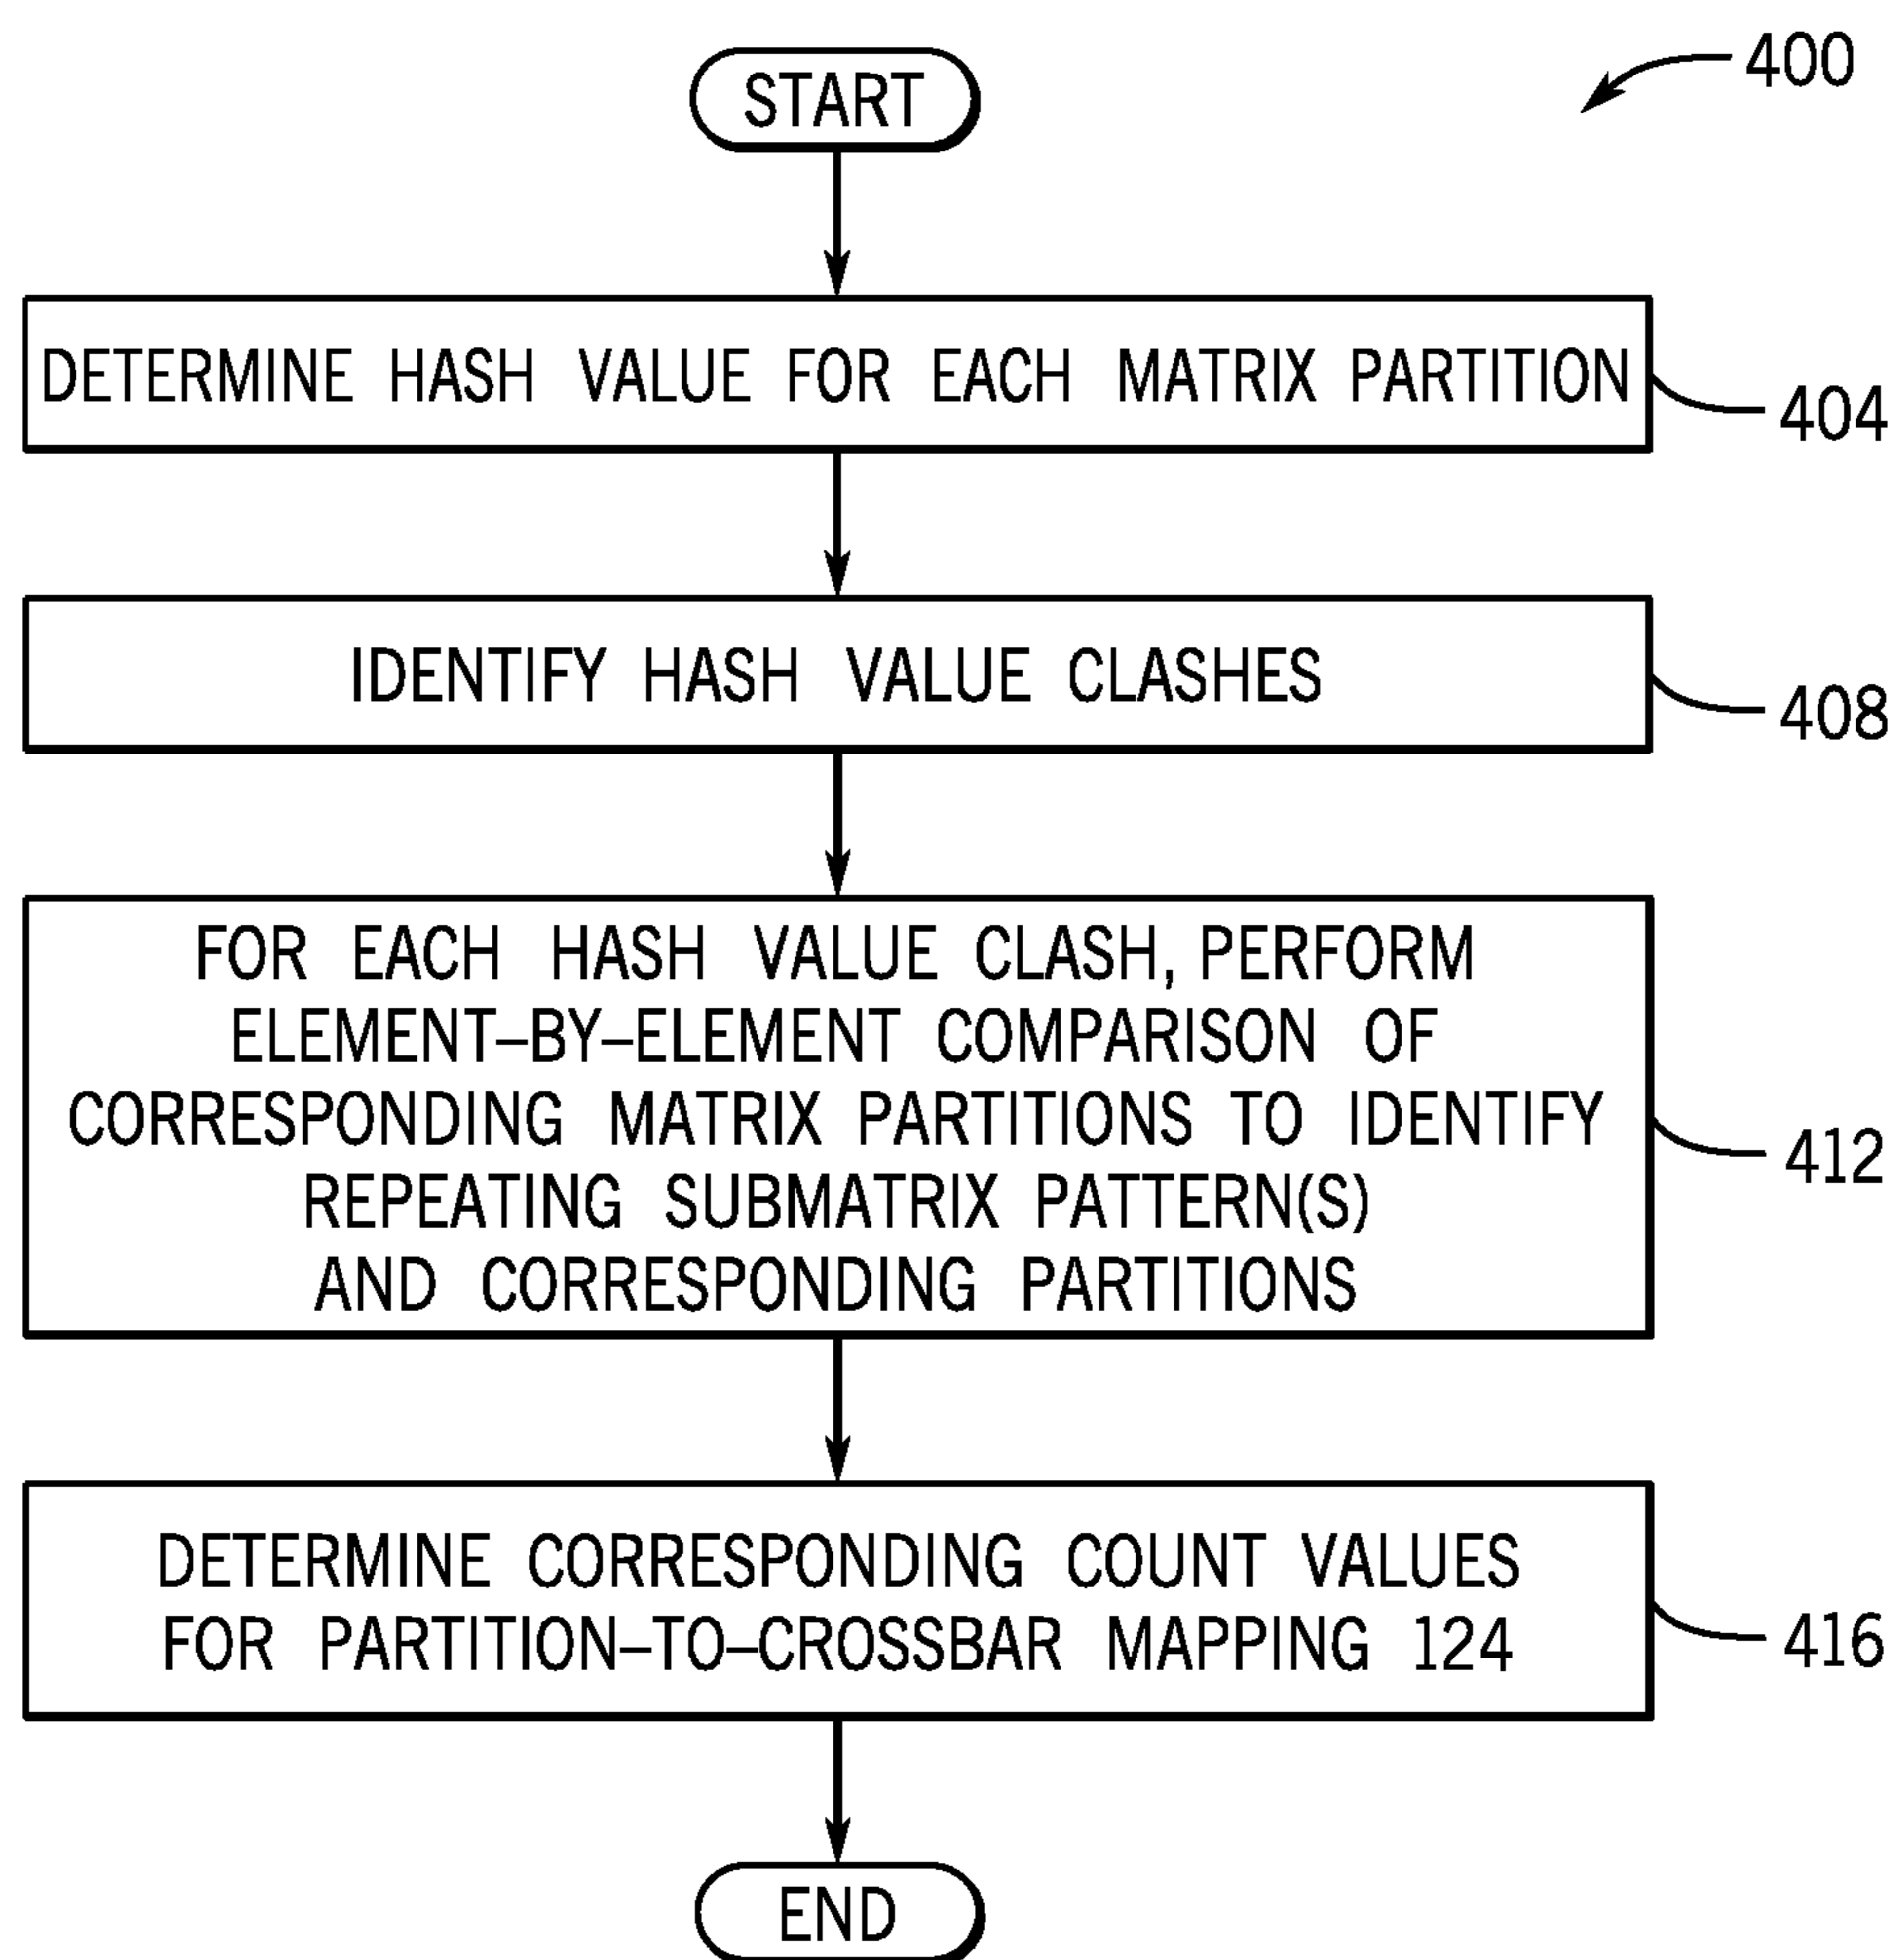 START
400
DETERMINE HASH VALUE FOR EACH MATRIX PARTITION
404
IDENTIFY HASH VALUE CLASHES
408
FOR EACH HASH VALUE CLASH, PERFORM
ELEMENT–BY–ELEMENT COMPARISON OF
CORRESPONDING MATRIX PARTITIONS TO IDENTIFY
REPEATING SUBMATRIX PATTERN(S)
AND CORRESPONDING PARTITIONS
412
DETERMINE CORRESPONDING COUNT VALUES
FOR PARTITION–TO–CROSSBAR MAPPING 124
416
END